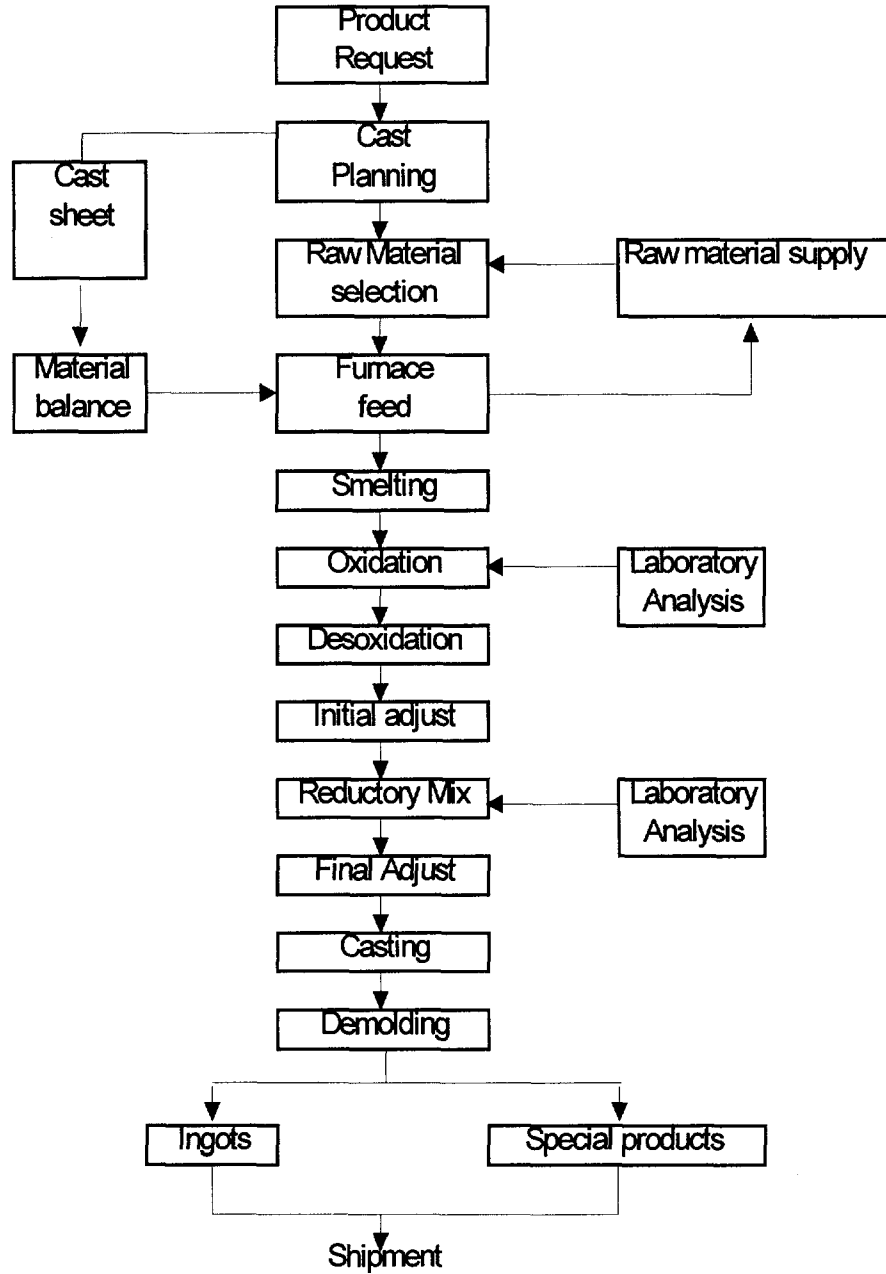 Product
Request
Cast
Planning
Cast
sheet
Raw Material
selection
Raw material supply
Material
balance
Furnace
feed
Smelting
Oxidation
Laboratory
Analysis
Desoxidation
Initial adjust
Reductory Mix
Laboratory
Analysis
Final Adjust
Casting
Demolding
Ingots
Special products
Shipment